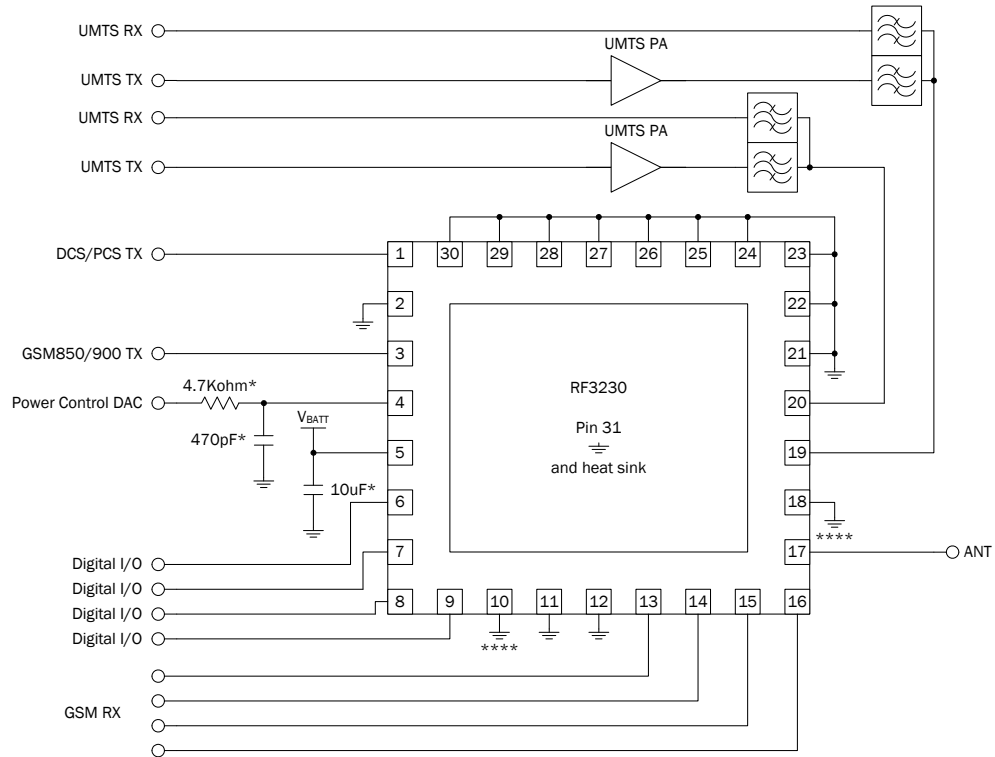 UMTS RX
UMTS PA
UMTS TX
UMTS RX
UMTS PA
UMTS TX
DCS/PCS TX
1
30
29
28
27
26
25
24
23
2
22
GSM850/900 TX
3
21
RF3230
4.7Kohm*
Power Control DAC
4
20
Pin 31
470pF*
VBATT
5
19
and heat sink
10uF*
6
18
****
7
17
ANT
Digital I/O
Digital I/O
Digital I/O
Digital I/O
8
9
10
11
12
13
14
15
16
****
GSM RX